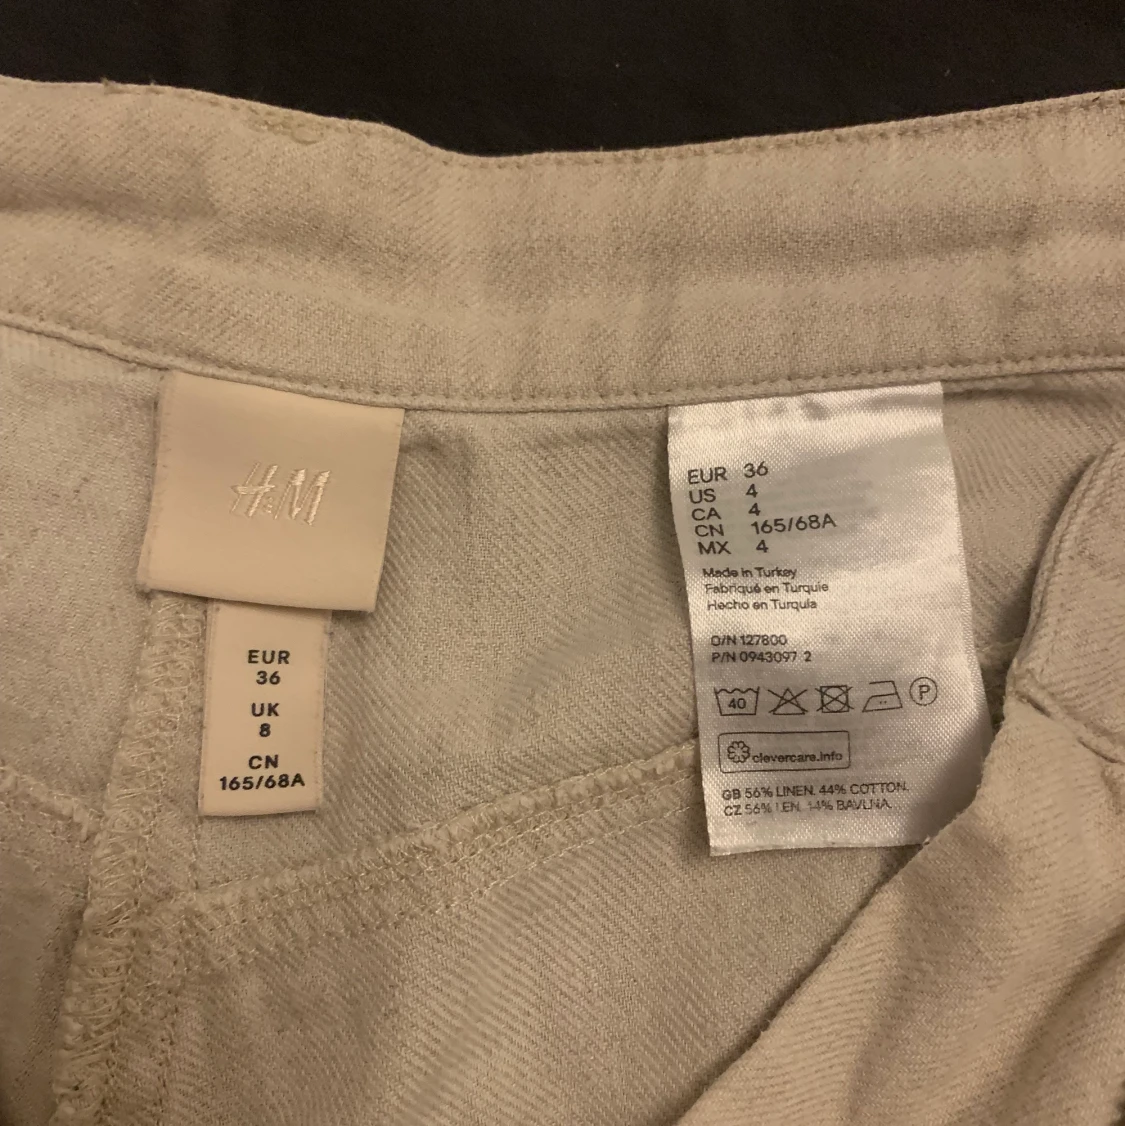 H&M
EUR
36
UK
8
CN
165/68A
EUR 36
US 4
CA 4
CN 165/68A
MX 4
Made in Turkey
Fabriqué en Turquie
Hecho en Turquía
O/N 127800
P/N 0943097 2
40
P
clevercare.info
GB 56% LINEN. 44% COTTON.
CZ 56% LEN. 44% BAVLNA.